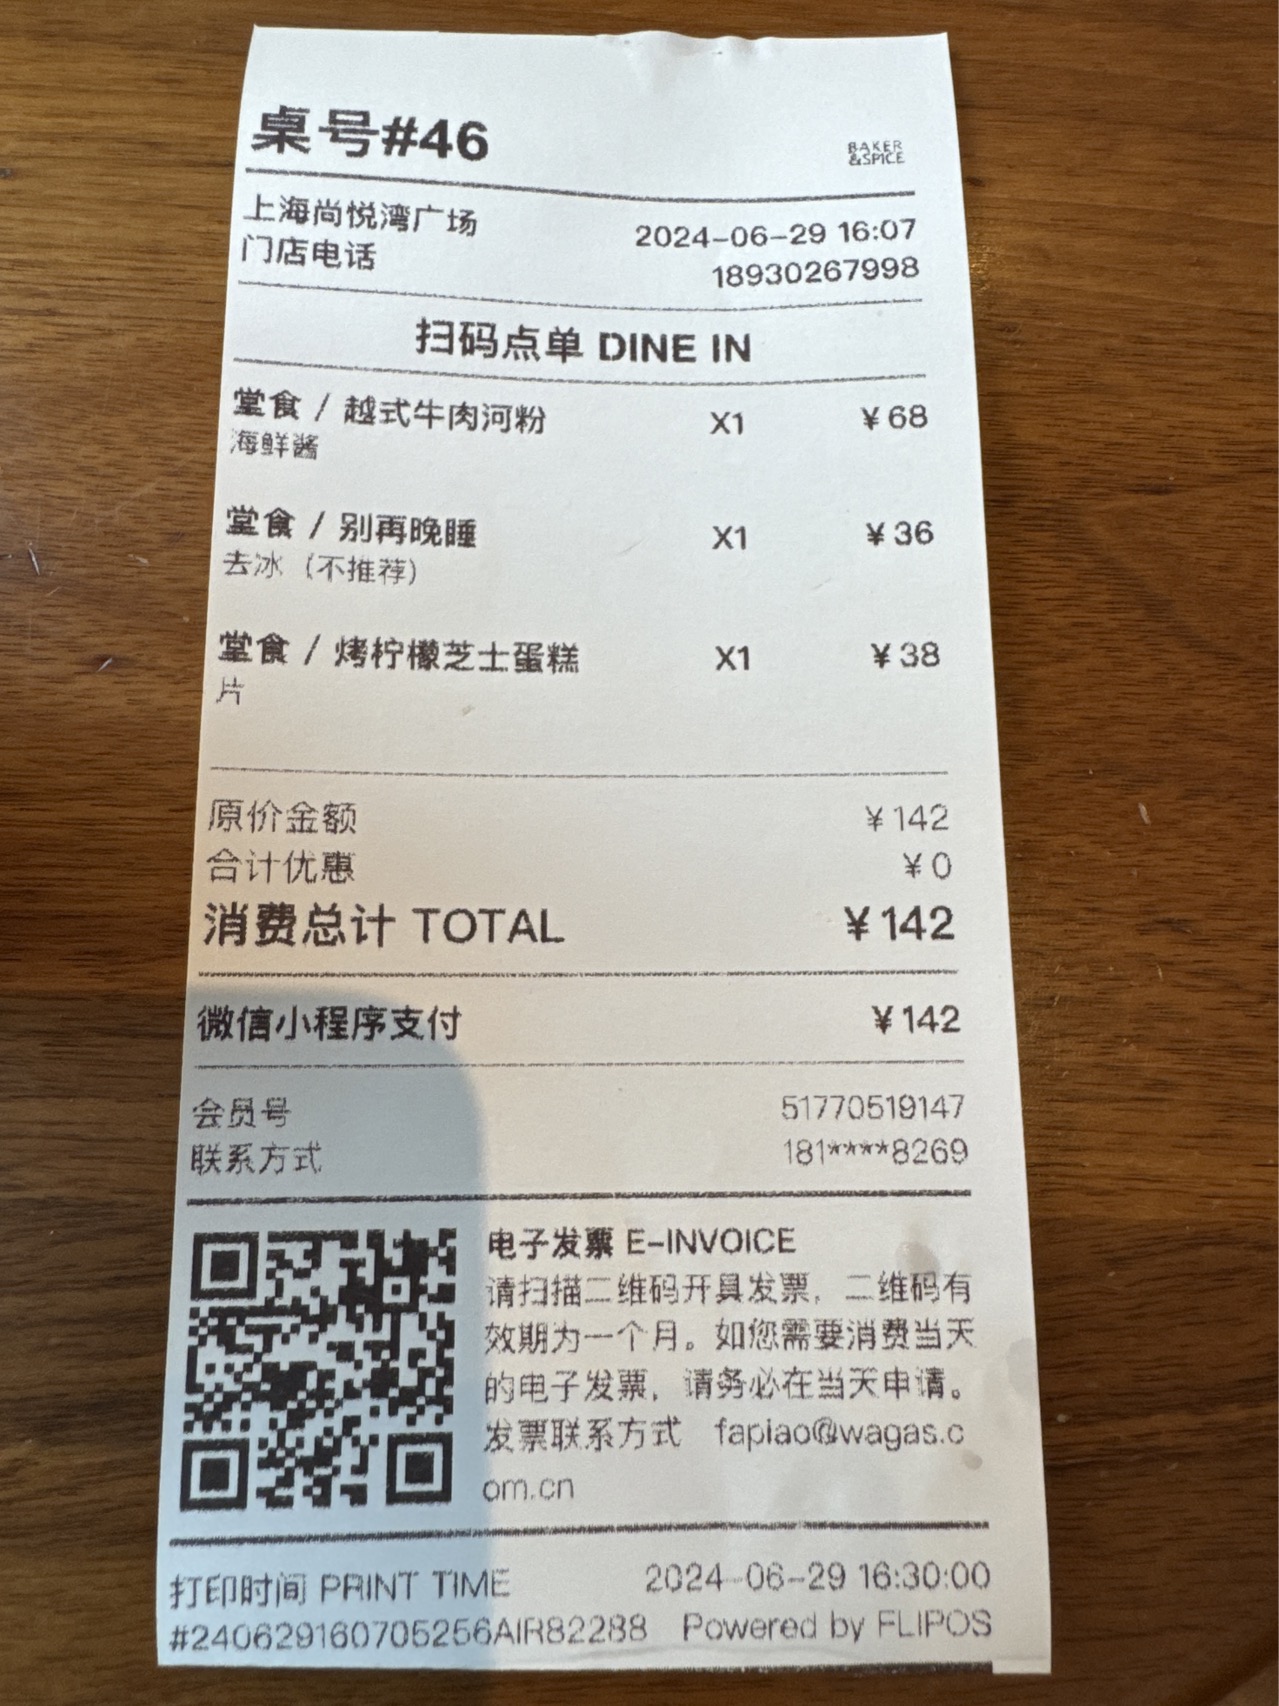 桌号#46
BAKER
&SPICE
上海尚悦湾广场 2024-06-29 16:07
门店电话 18930267998
扫码点单 DINE IN
堂食 / 越式牛肉河粉 X1 ¥68
海鲜酱
堂食 / 别再晚睡 X1 ¥36
去冰（不推荐）
堂食 / 烤柠檬芝士蛋糕 X1 ¥38
片
原价金额 ¥142
合计优惠 ¥0
消费总计 TOTAL ¥142
微信小程序支付 ¥142
会员号 51770519147
联系方式 181****8269
电子发票 E-INVOICE
请扫描二维码开具发票，二维码有
效期为一个月。如您需要消费当天
的电子发票，请务必在当天申请。
发票联系方式 fapiao@wagas.c
om.cn
打印时间 PRINT TIME 2024-06-29 16:30:00
#240629160705256AIR82288 Powered by FLIPOS